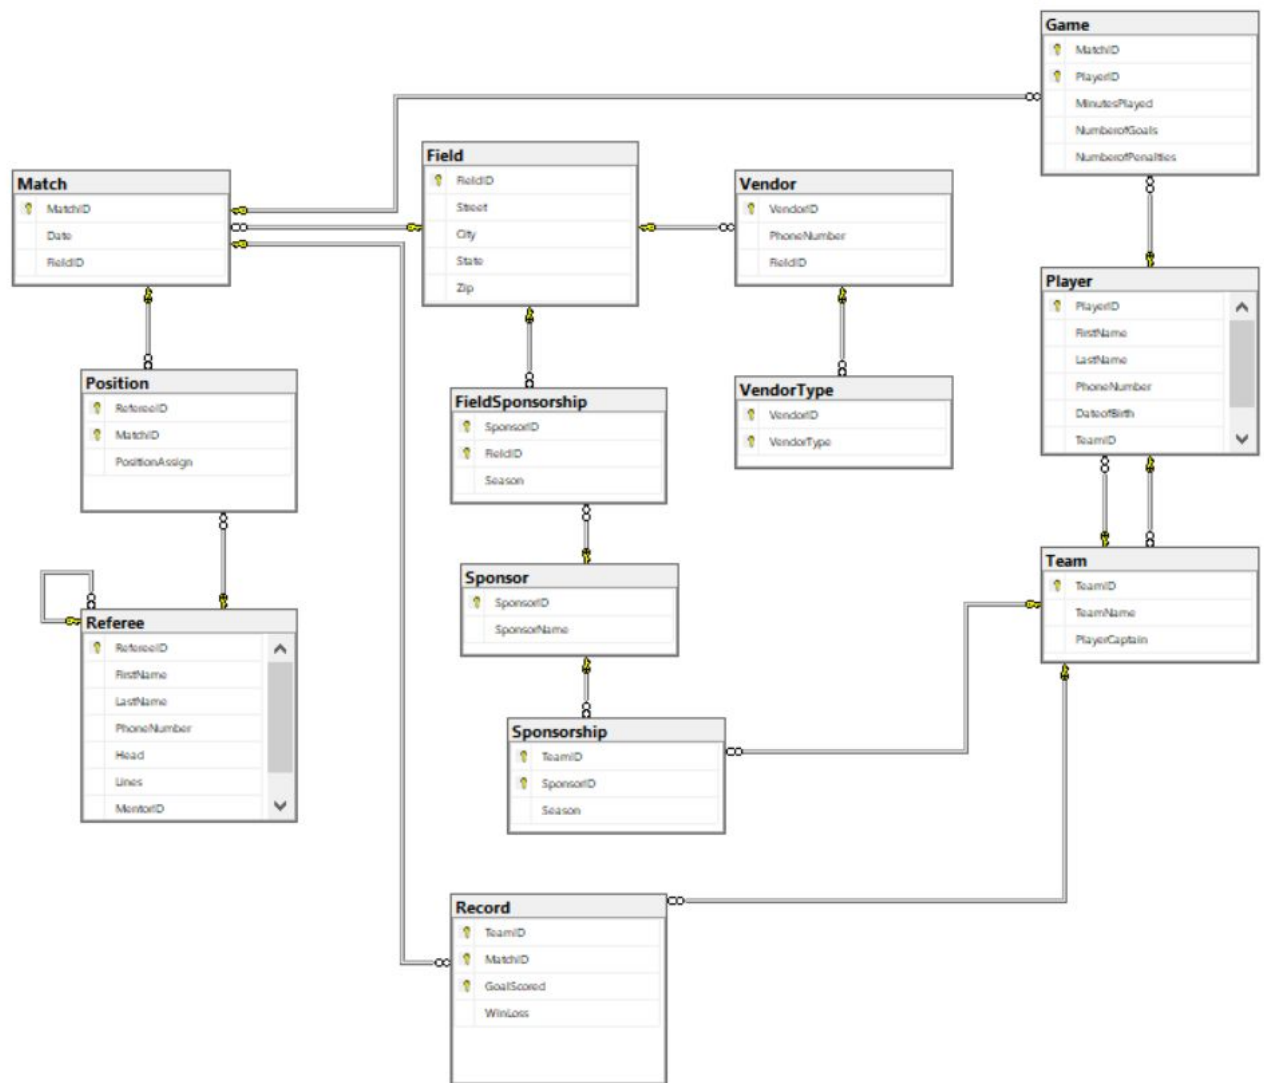 Game
MatchID
PlayerID
MinutesPlayed
NumberofGoals
NumberofPenalties
Match
MatchID
Date
FieldID
Field
FieldID
Street
City
State
Zip
Vendor
VendorID
PhoneNumber
FieldID
Player
PlayerID
FirstName
LastName
PhoneNumber
DateofBirth
TeamID
Position
RefereeID
MatchID
PositionAssign
FieldSponsorship
SponsorID
FieldID
Season
VendorType
VendorID
VendorType
Team
TeamID
TeamName
PlayerCaptain
Sponsor
SponsorID
SponsorName
Referee
RefereeID
FirstName
LastName
PhoneNumber
Head
Lines
MentorID
Sponsorship
TeamID
SponsorID
Season
Record
TeamID
MatchID
GoalScored
WinLoss